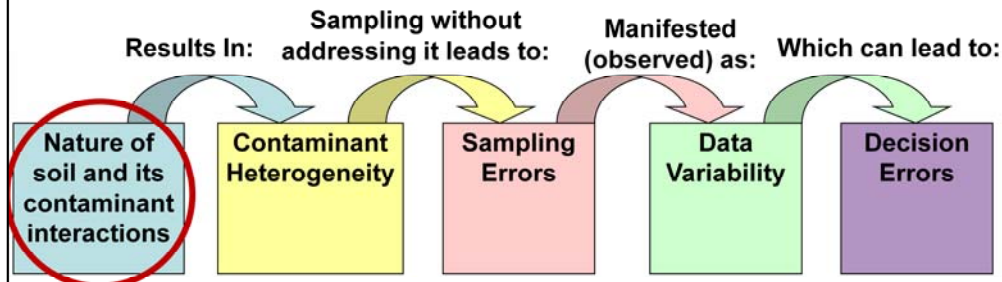 Results In:
Sampling without
addressing it leads to:
Manifested
(observed) as:
Which can lead to:
Nature of
soil and its
contaminant
interactions
Contaminant
Heterogeneity
Sampling
Errors
Data
Variability
Decision
Errors